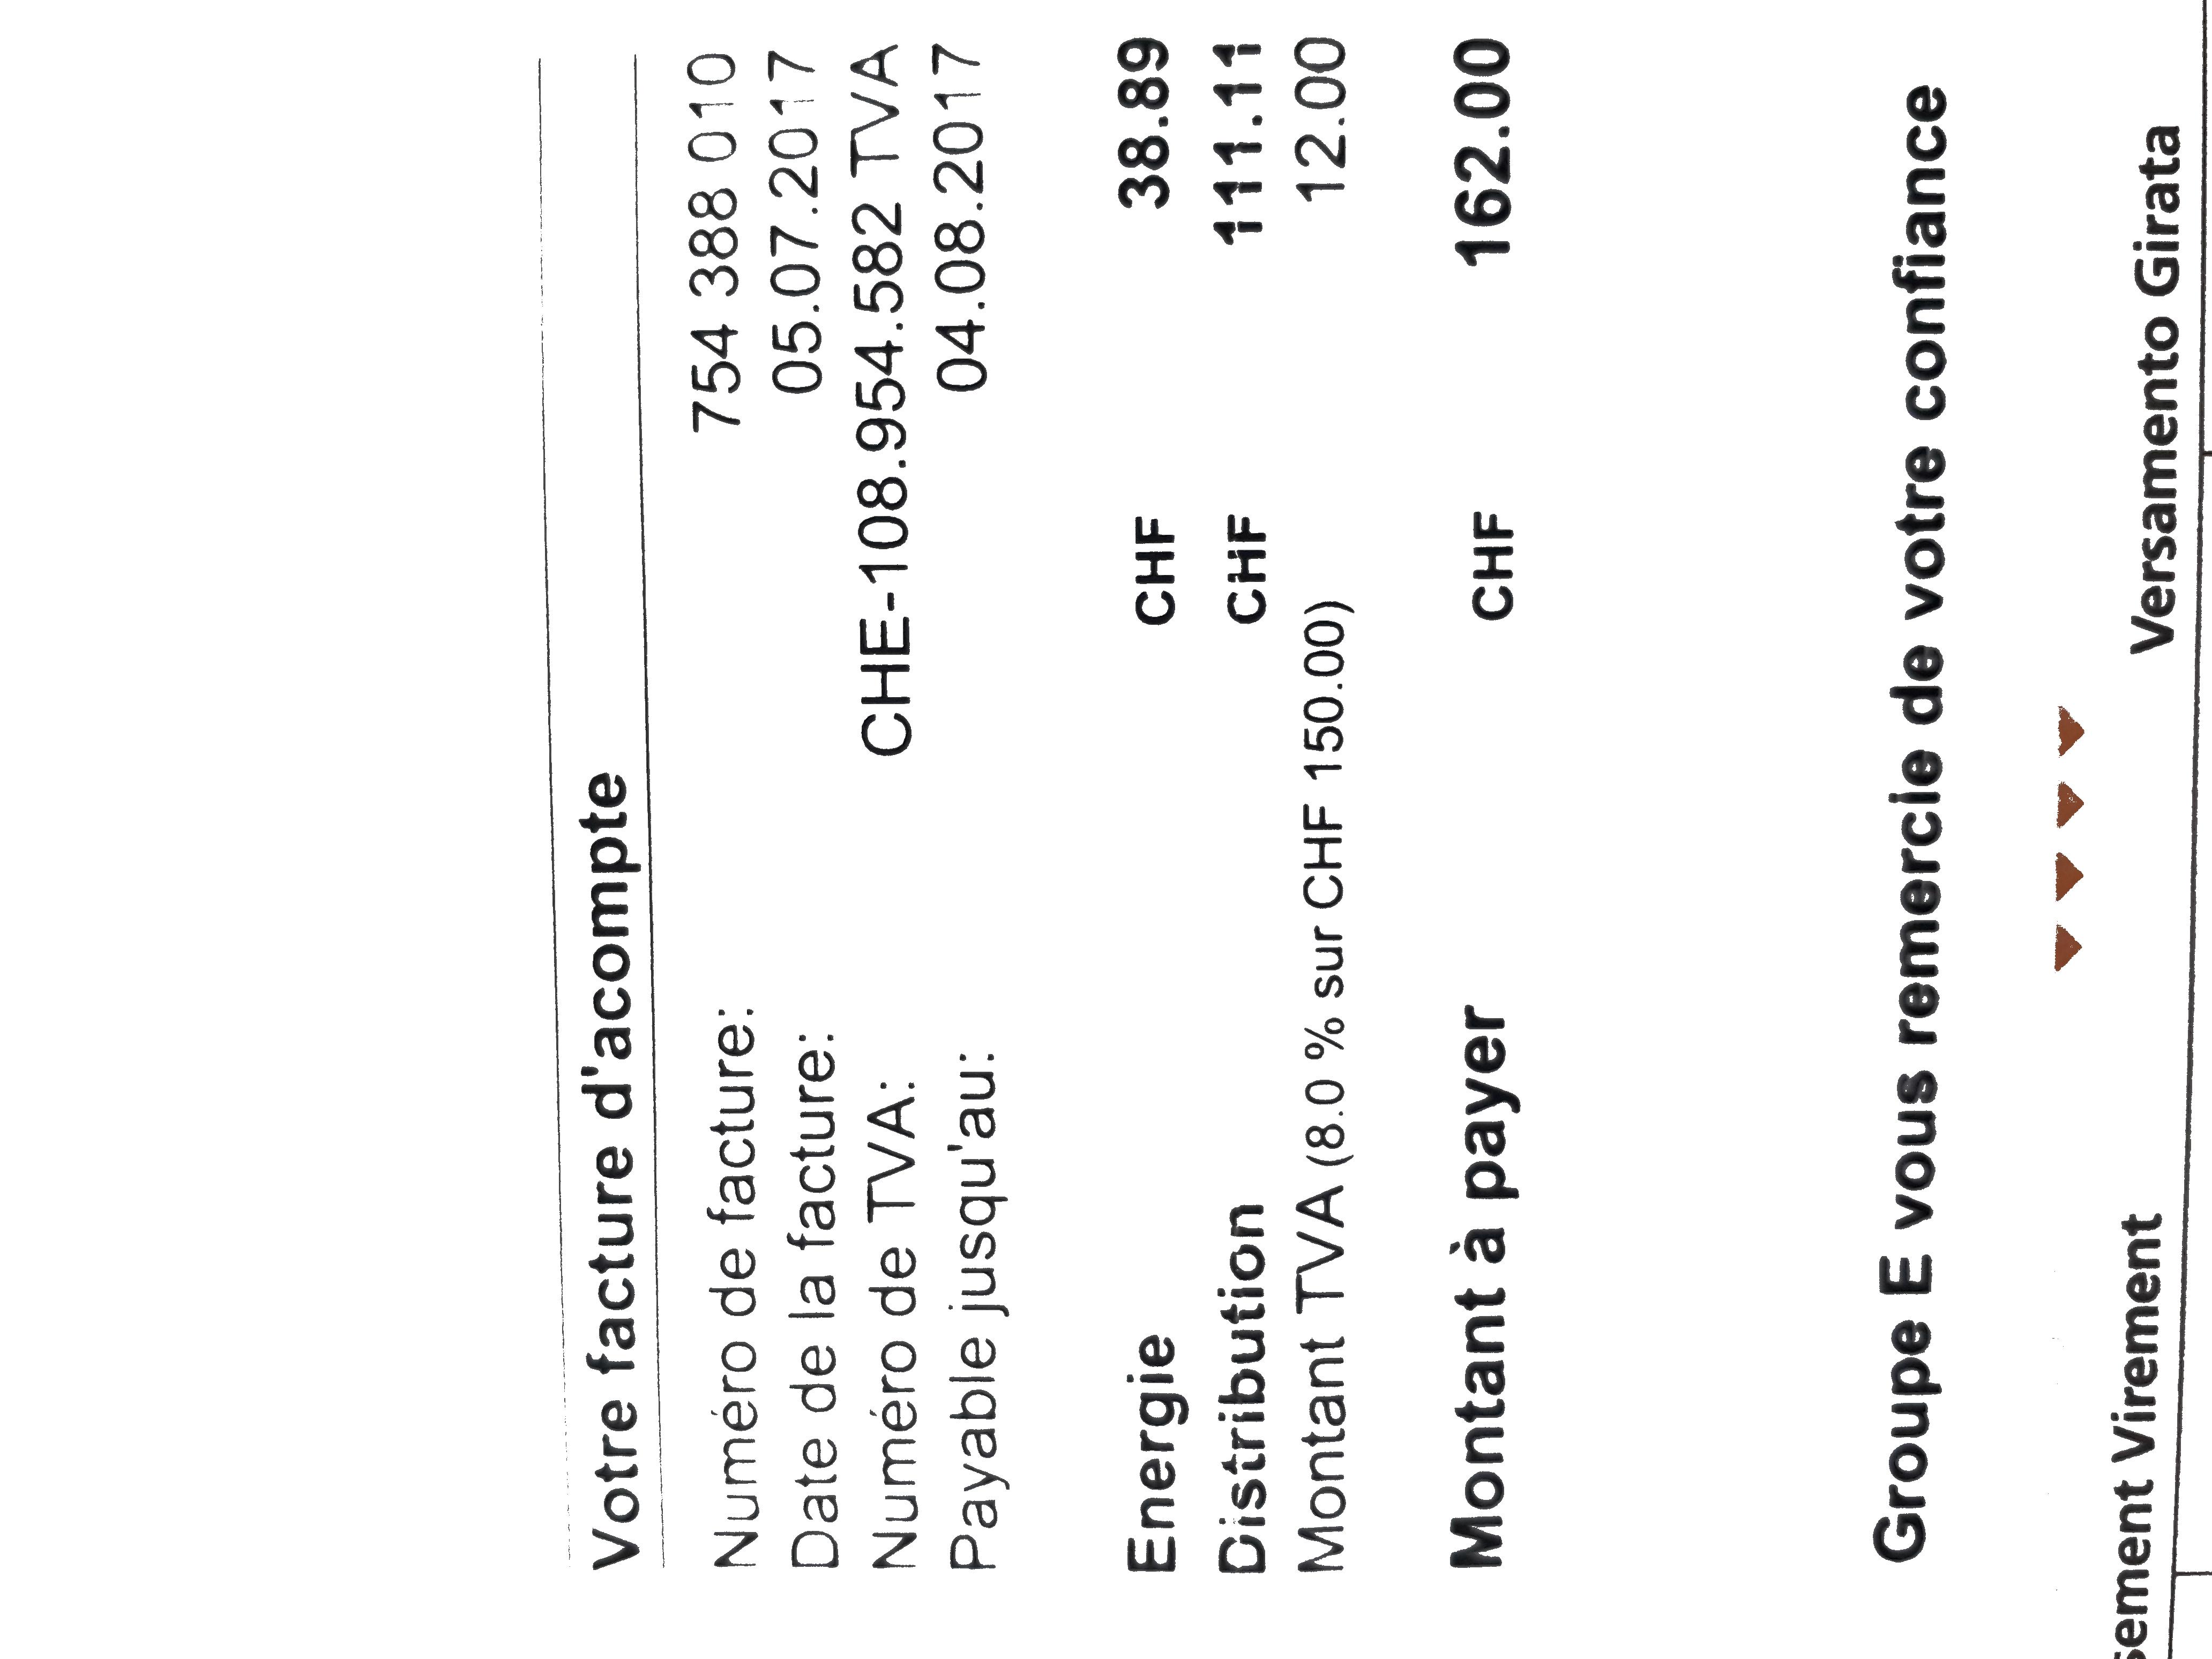 Votre facture d'acompte
Numéro de facture: 754 388 010
Date de la facture: 05.07.2017
Numéro de TVA: CHE-108.954.582 TVA
Payable jusqu'au: 04.08.2017
Energie CHF 38.89
Distribution CHF 111.11
Montant TVA (8.0 % sur CHF 150.00) 12.00
Montant à payer CHF 162.00
Groupe E vous remercie de votre confiance
sement Virement Versamento Girata